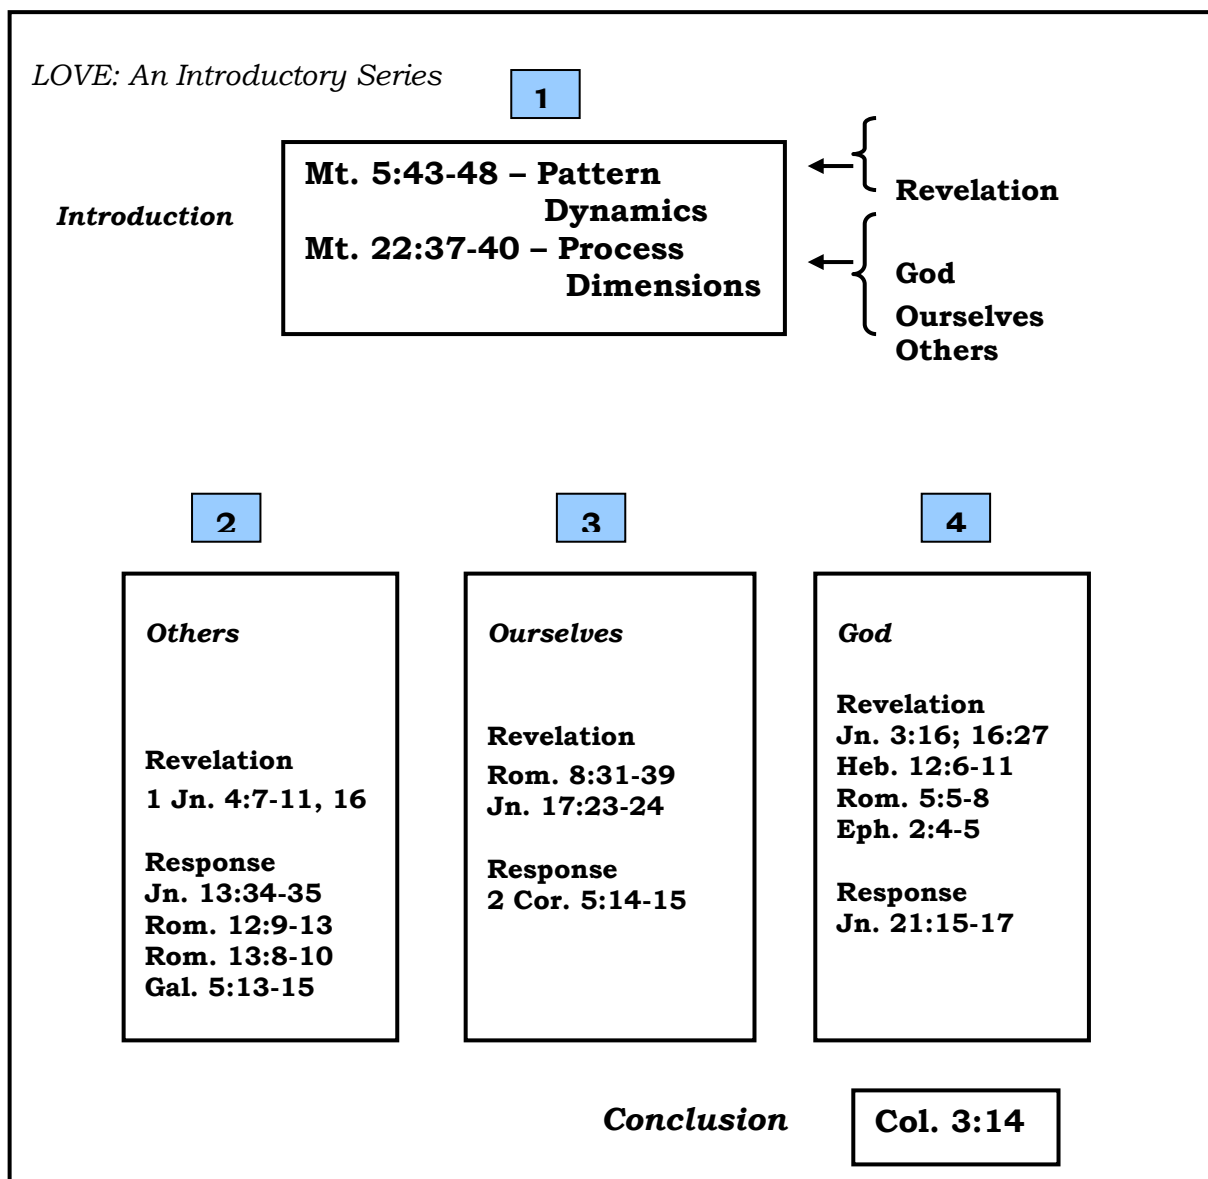 LOVE: An Introductory Series
1
Introduction
Mt. 5:43-48 – Pattern
Dynamics
Mt. 22:37-40 – Process
Dimensions
Revelation
God
Ourselves
Others
2
Others
Revelation
1 Jn. 4:7-11, 16
Response
Jn. 13:34-35
Rom. 12:9-13
Rom. 13:8-10
Gal. 5:13-15
3
Ourselves
Revelation
Rom. 8:31-39
Jn. 17:23-24
Response
2 Cor. 5:14-15
4
God
Revelation
Jn. 3:16; 16:27
Heb. 12:6-11
Rom. 5:5-8
Eph. 2:4-5
Response
Jn. 21:15-17
Conclusion
Col. 3:14